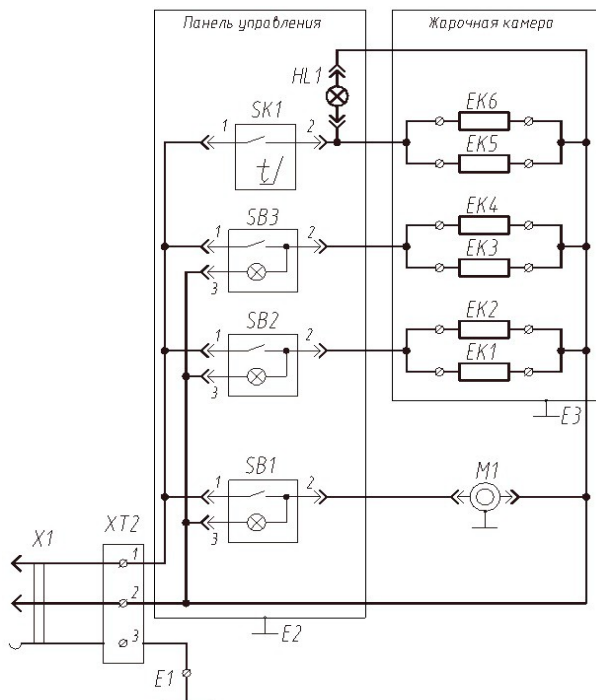 Панель управления
Жарочная камера
HL1
SK1
1
2
t/
EK6
EK5
SB3
1
2
3
EK4
EK3
SB2
1
2
3
EK2
EK1
E3
SB1
1
2
3
M1
X1
XT2
1
2
3
E2
E1